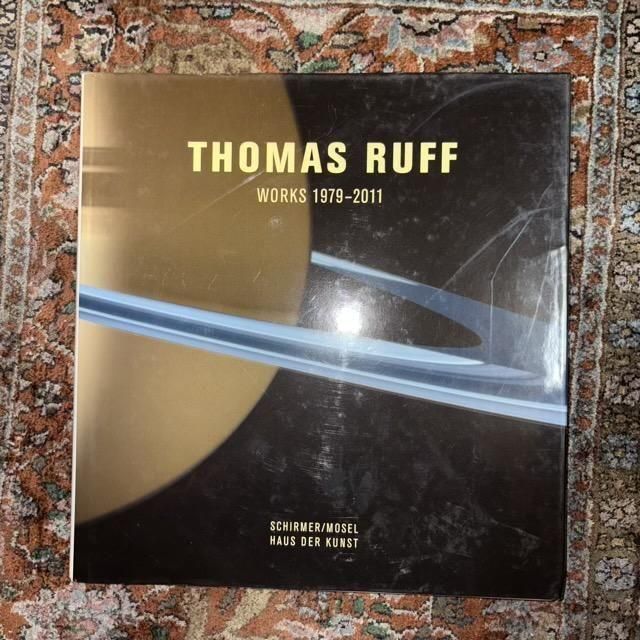 THOMAS RUFF
WORKS 1979–2011
SCHIRMER/MOSEL
HAUS DER KUNST